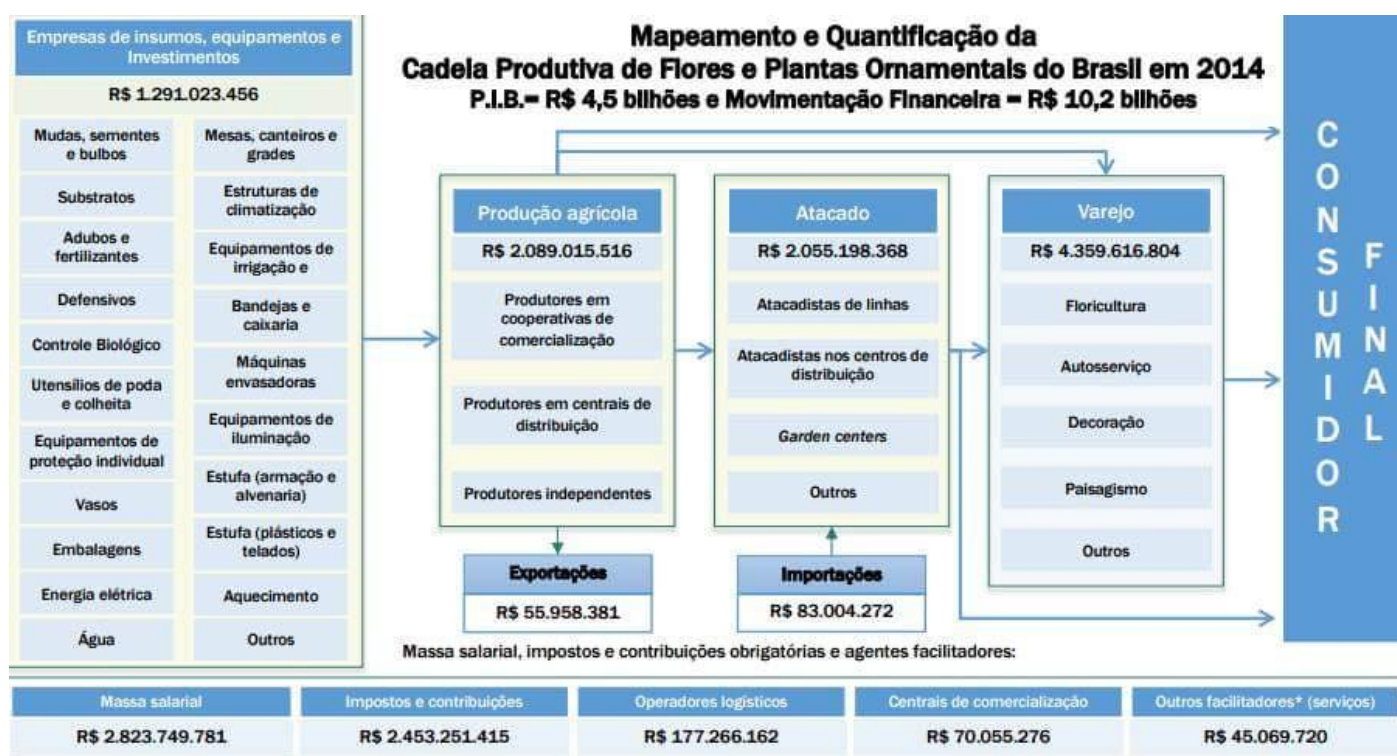 Empresas de insumos, equipamentos e
Investimentos
R$ 1.291.023.456
Mudas, sementes
e bulbos
Substratos
Adubos e
fertilizantes
Defensivos
Controle Biológico
Utensílios de poda
e colheita
Equipamentos de
proteção individual
Vasos
Embalagens
Energia elétrica
Água
Mesas, canteiros e
grades
Estruturas de
climatização
Equipamentos de
irrigação e
Bandejas e
caixaria
Máquinas
envasadoras
Equipamentos de
iluminação
Estufa (armação e
alvenaria)
Estufa (plásticos e
telados)
Aquecimento
Outros
Mapeamento e Quantificação da
Cadeia Produtiva de Flores e Plantas Ornamentais do Brasil em 2014
P.I.B.= R$ 4,5 bilhões e Movimentação Financeira = R$ 10,2 bilhões
Produção agrícola
R$ 2.089.015.516
Produtores em
cooperativas de
comercialização
Produtores em centrais de
distribuição
Produtores independentes
Exportações
R$ 55.958.381
Atacado
R$ 2.055.198.368
Atacadistas de linhas
Atacadistas nos centros de
distribuição
Garden centers
Outros
Importações
R$ 83.004.272
Varejo
R$ 4.359.616.804
Floricultura
Autosserviço
Decoração
Paisagismo
Outros
CONSUMIDOR
FINAL
Massa salarial, impostos e contribuições obrigatórias e agentes facilitadores:
Massa salarial
R$ 2.823.749.781
Impostos e contribuições
R$ 2.453.251.415
Operadores logísticos
R$ 177.266.162
Centrais de comercialização
R$ 70.055.276
Outros facilitadores* (serviços)
R$ 45.069.720